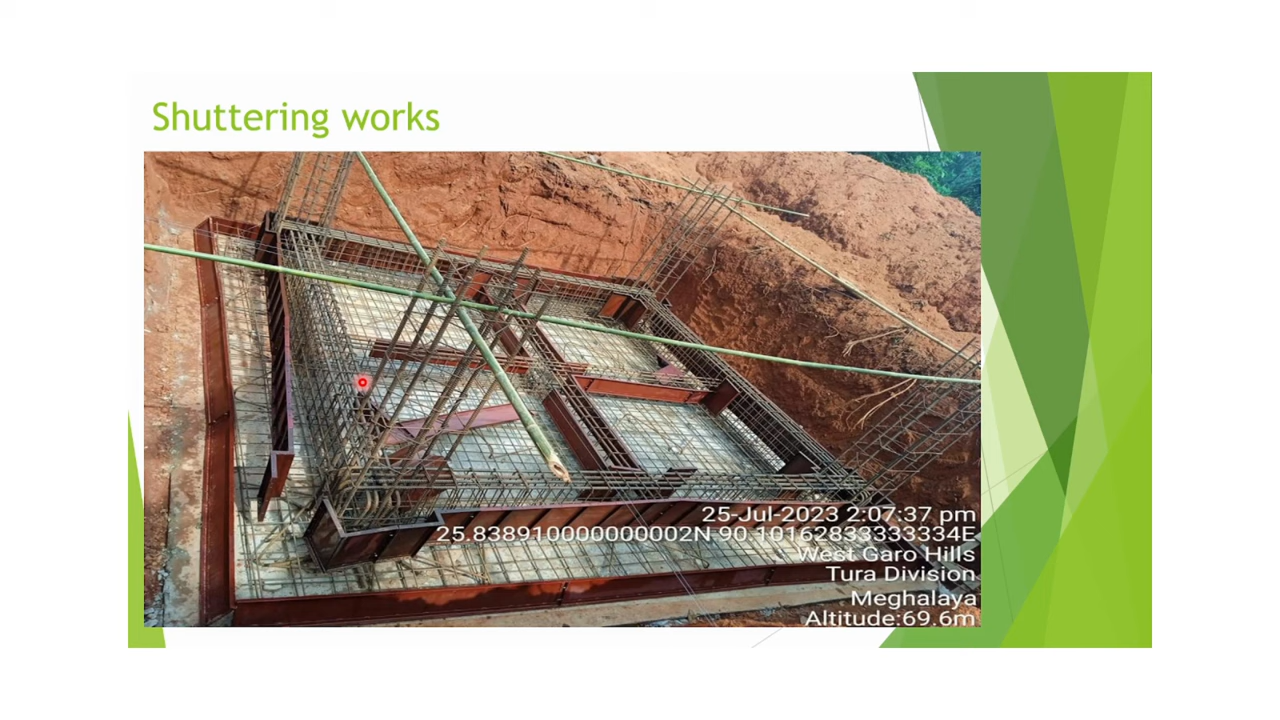 Shuttering works
25-Jul-2023 2:07:37 pm
25.838910000000002N 90.10162833333334E
West Garo Hills
Tura Division
Meghalaya
Altitude:69.6m